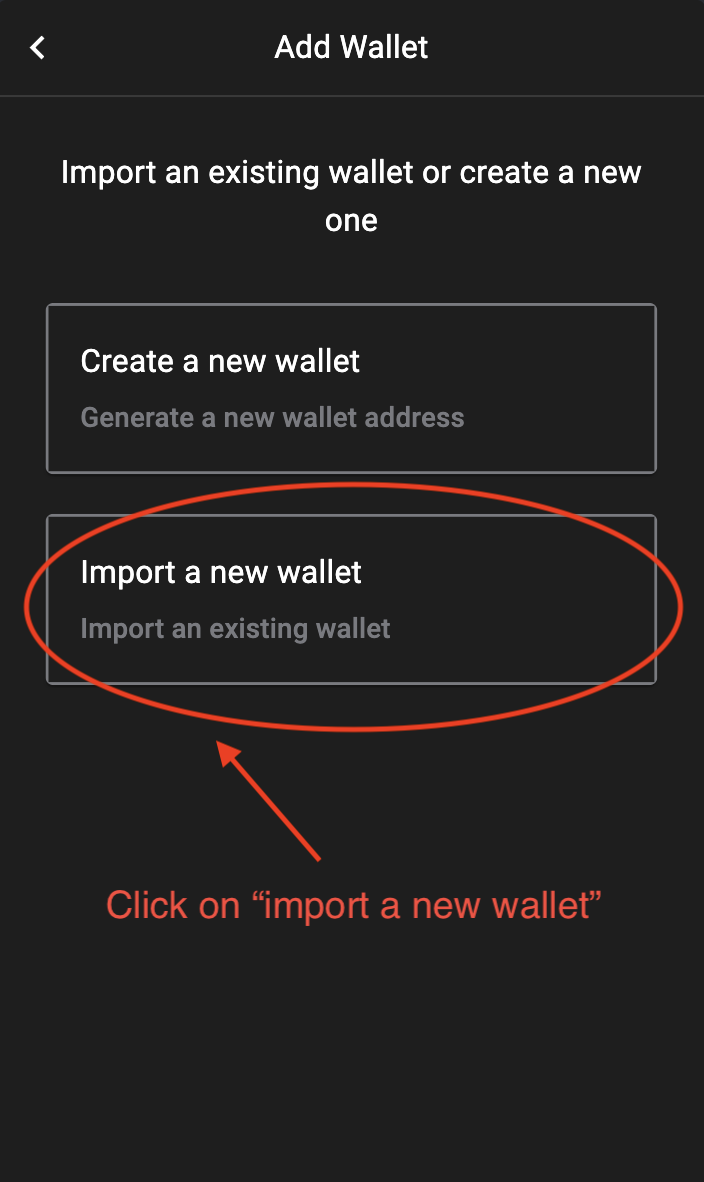 Add Wallet
Import an existing wallet or create a new
one
Create a new wallet
Generate a new wallet address
Import a new wallet
Import an existing wallet
Click on “import a new wallet”